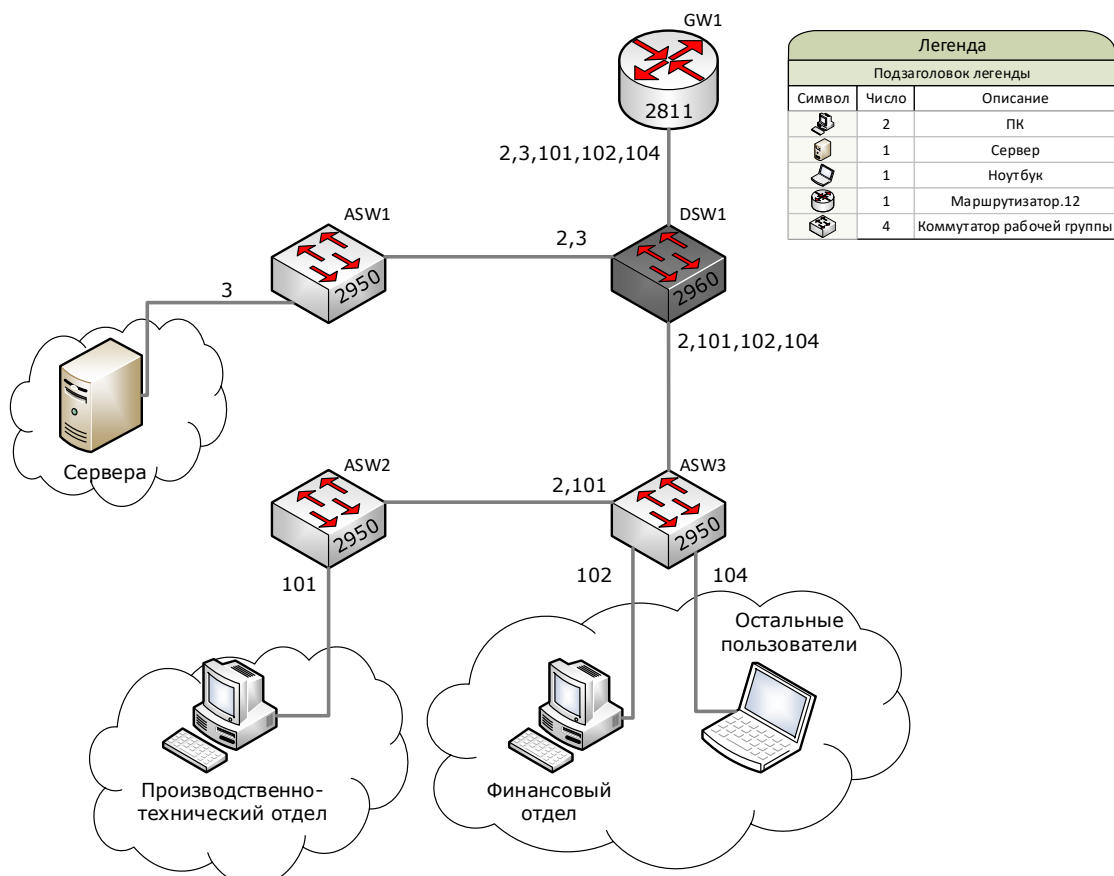 GW1
2811
2,3,101,102,104
Легенда
Подзаголовок легенды
Символ Число Описание
2 ПК
1 Сервер
1 Ноутбук
1 Маршрутизатор.12
4 Коммутатор рабочей группы
ASW1
2950
2,3
DSW1
2960
3
Сервера
2,101,102,104
ASW2
2950
2,101
ASW3
2950
101
102
104
Остальные
пользователи
Производственно-
технический отдел
Финансовый
отдел